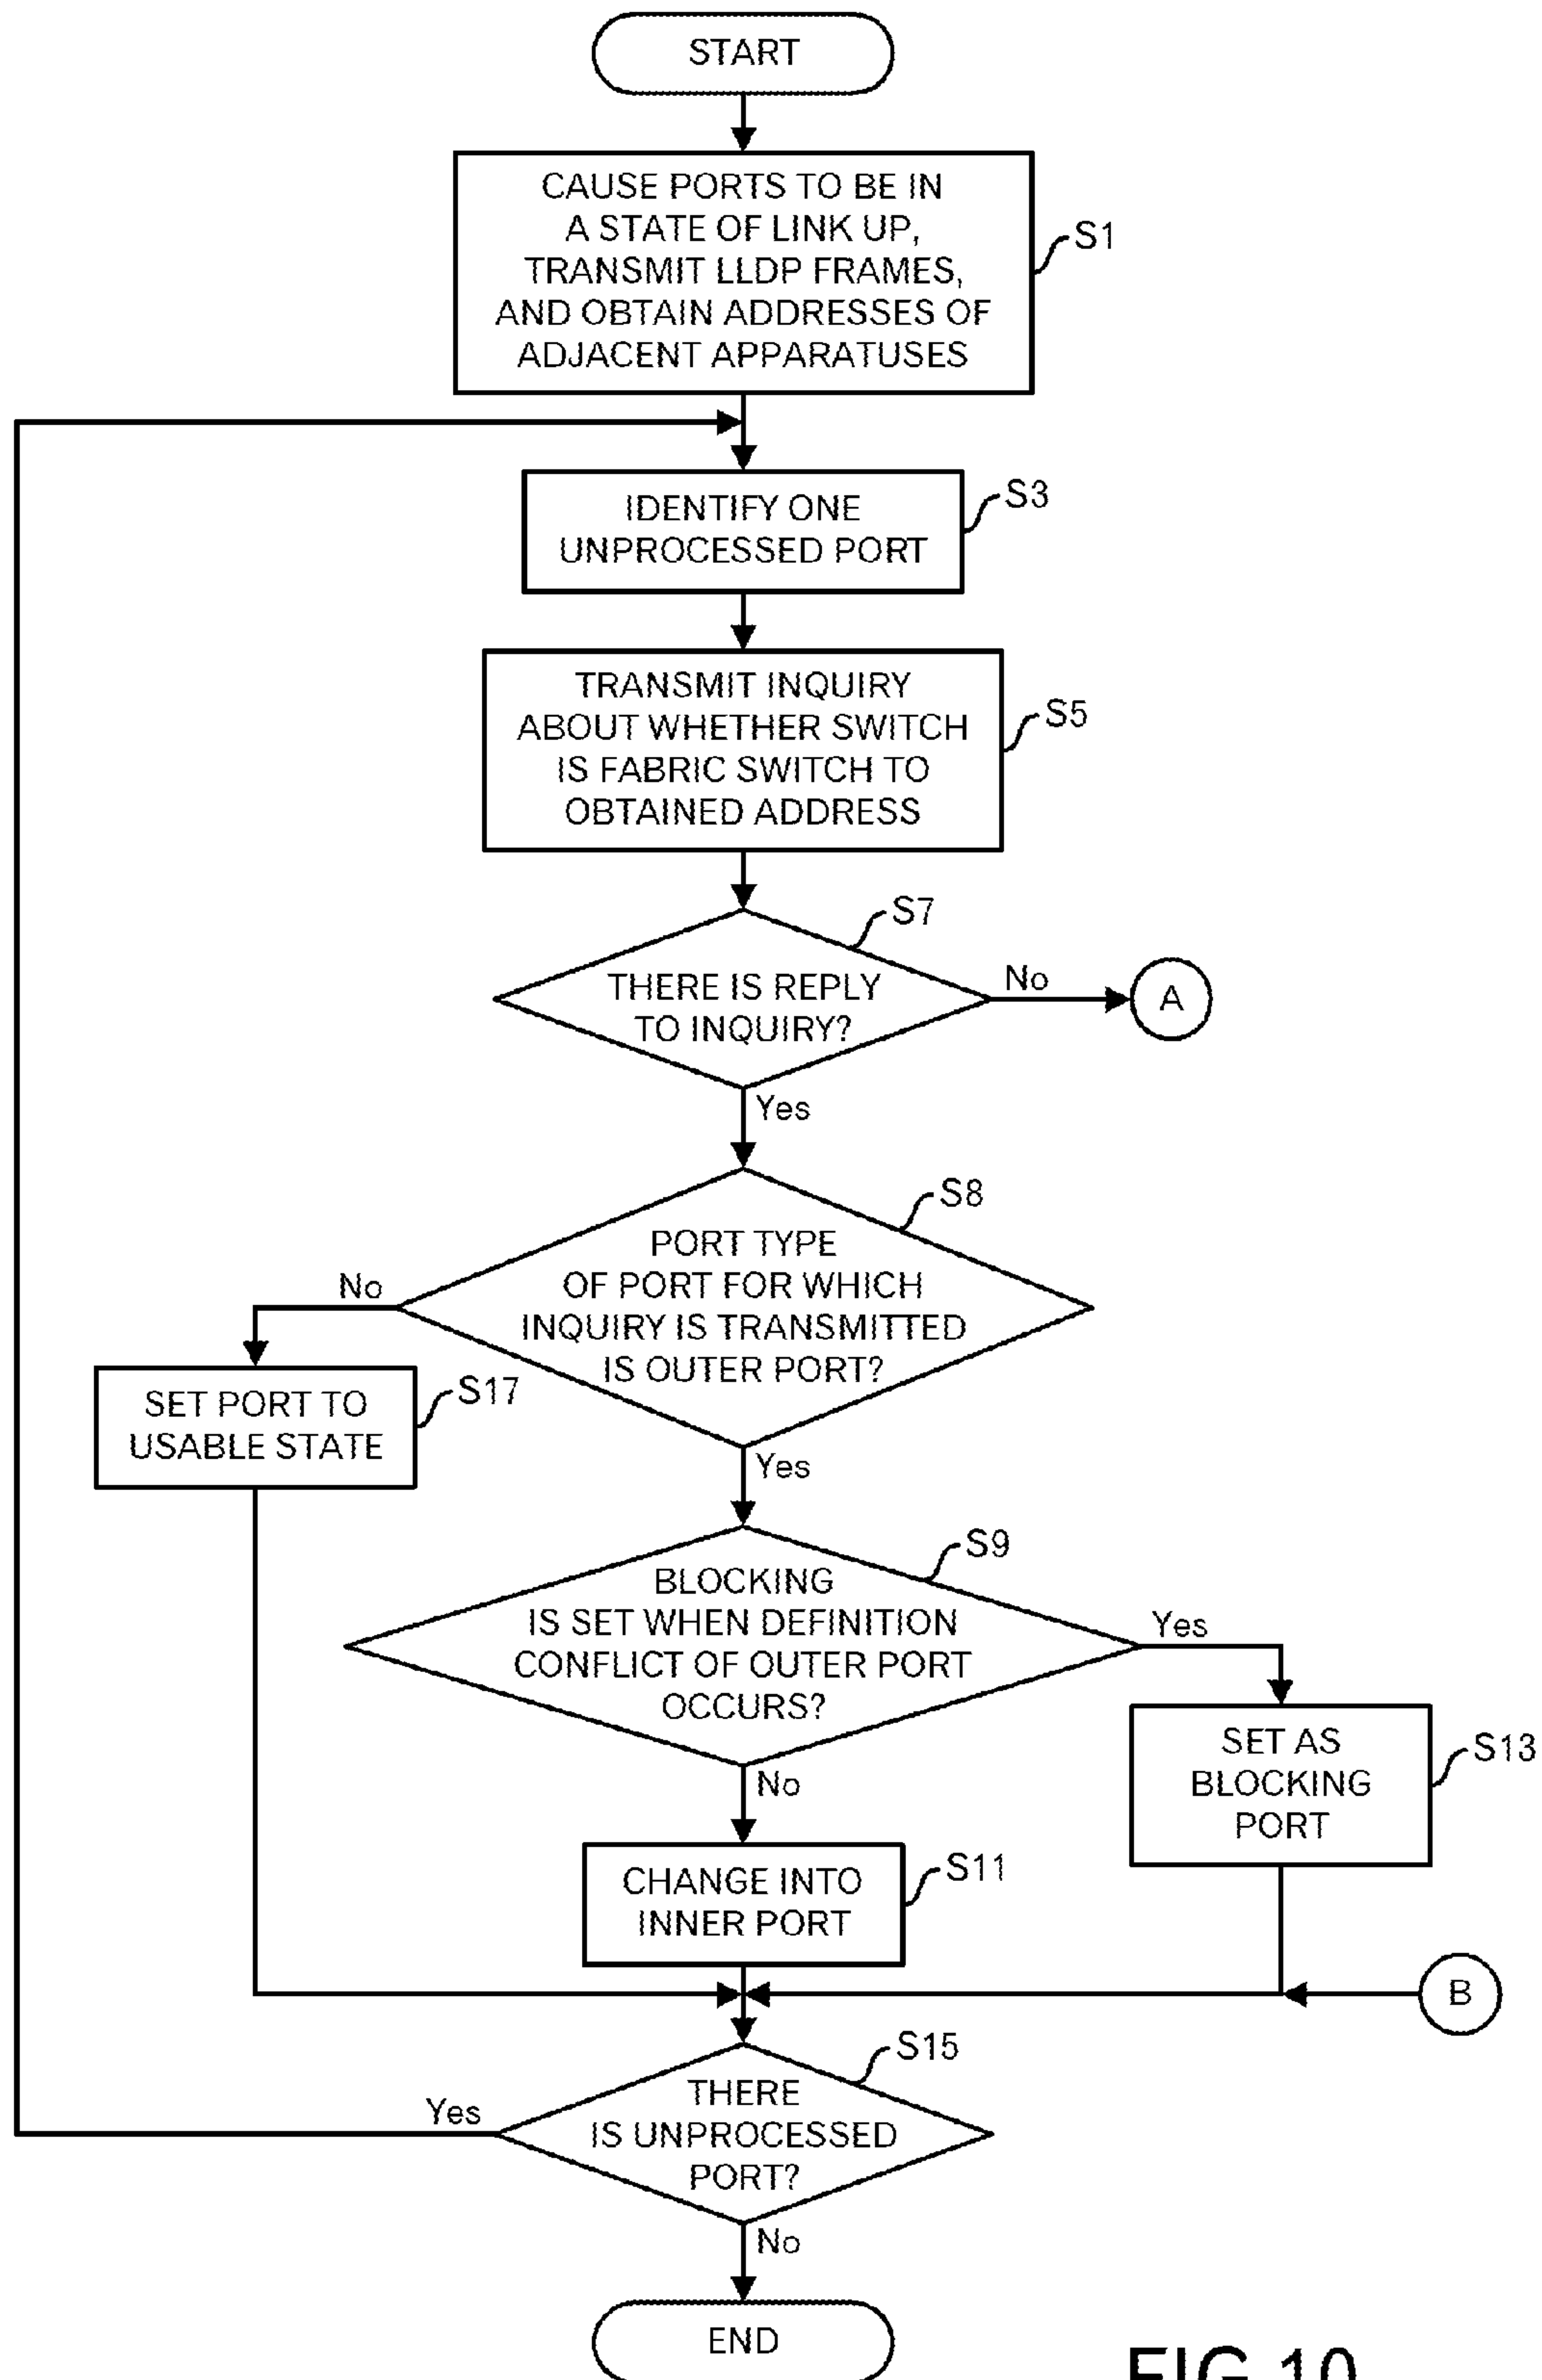 START
CAUSE PORTS TO BE IN
A STATE OF LINK UP,
TRANSMIT LLDP FRAMES,
AND OBTAIN ADDRESSES OF
ADJACENT APPARATUSES
S1
IDENTIFY ONE
UNPROCESSED PORT
S3
TRANSMIT INQUIRY
ABOUT WHETHER SWITCH
IS FABRIC SWITCH TO
OBTAINED ADDRESS
S5
S7
THERE IS REPLY
TO INQUIRY?
No
A
Yes
S8
PORT TYPE
OF PORT FOR WHICH
INQUIRY IS TRANSMITTED
IS OUTER PORT?
No
SET PORT TO
USABLE STATE
S17
Yes
S9
BLOCKING
IS SET WHEN DEFINITION
CONFLICT OF OUTER PORT
OCCURS?
Yes
SET AS
BLOCKING
PORT
S13
No
CHANGE INTO
INNER PORT
S11
B
S15
THERE
IS UNPROCESSED
PORT?
Yes
No
END
FIG.10